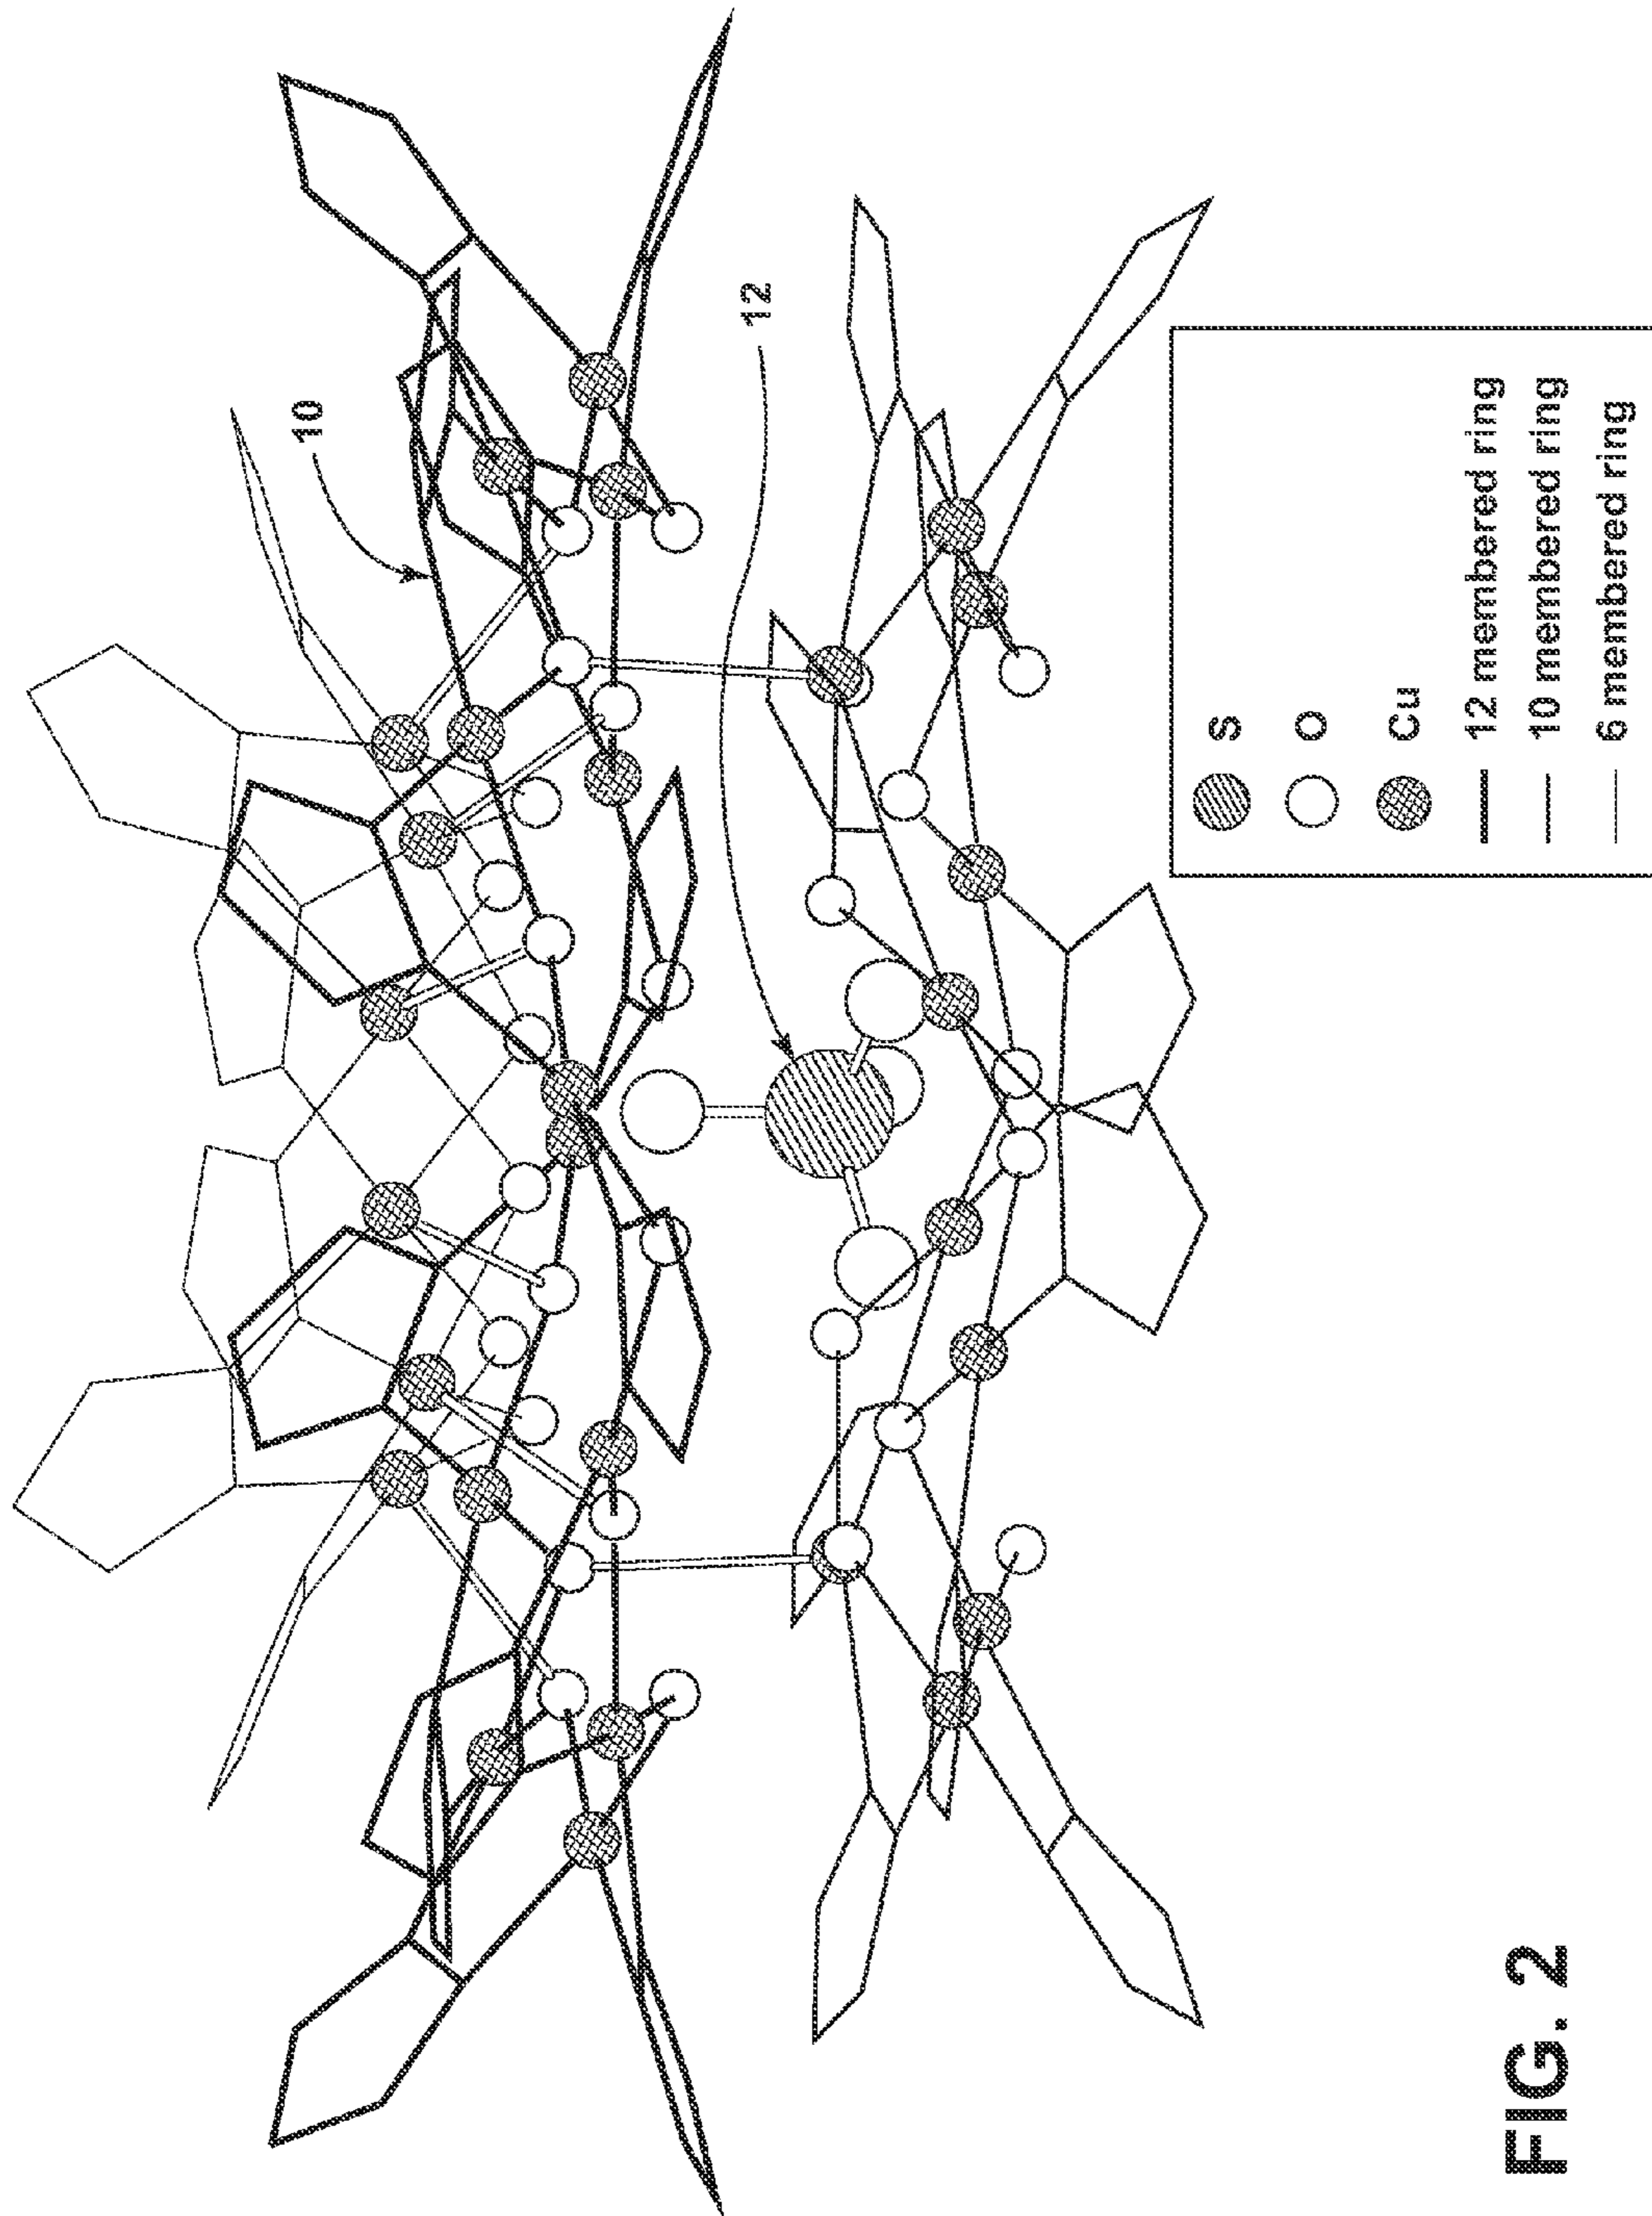 10
12
S
O
Cu
12 membered ring
10 membered ring
6 membered ring
FIG. 2